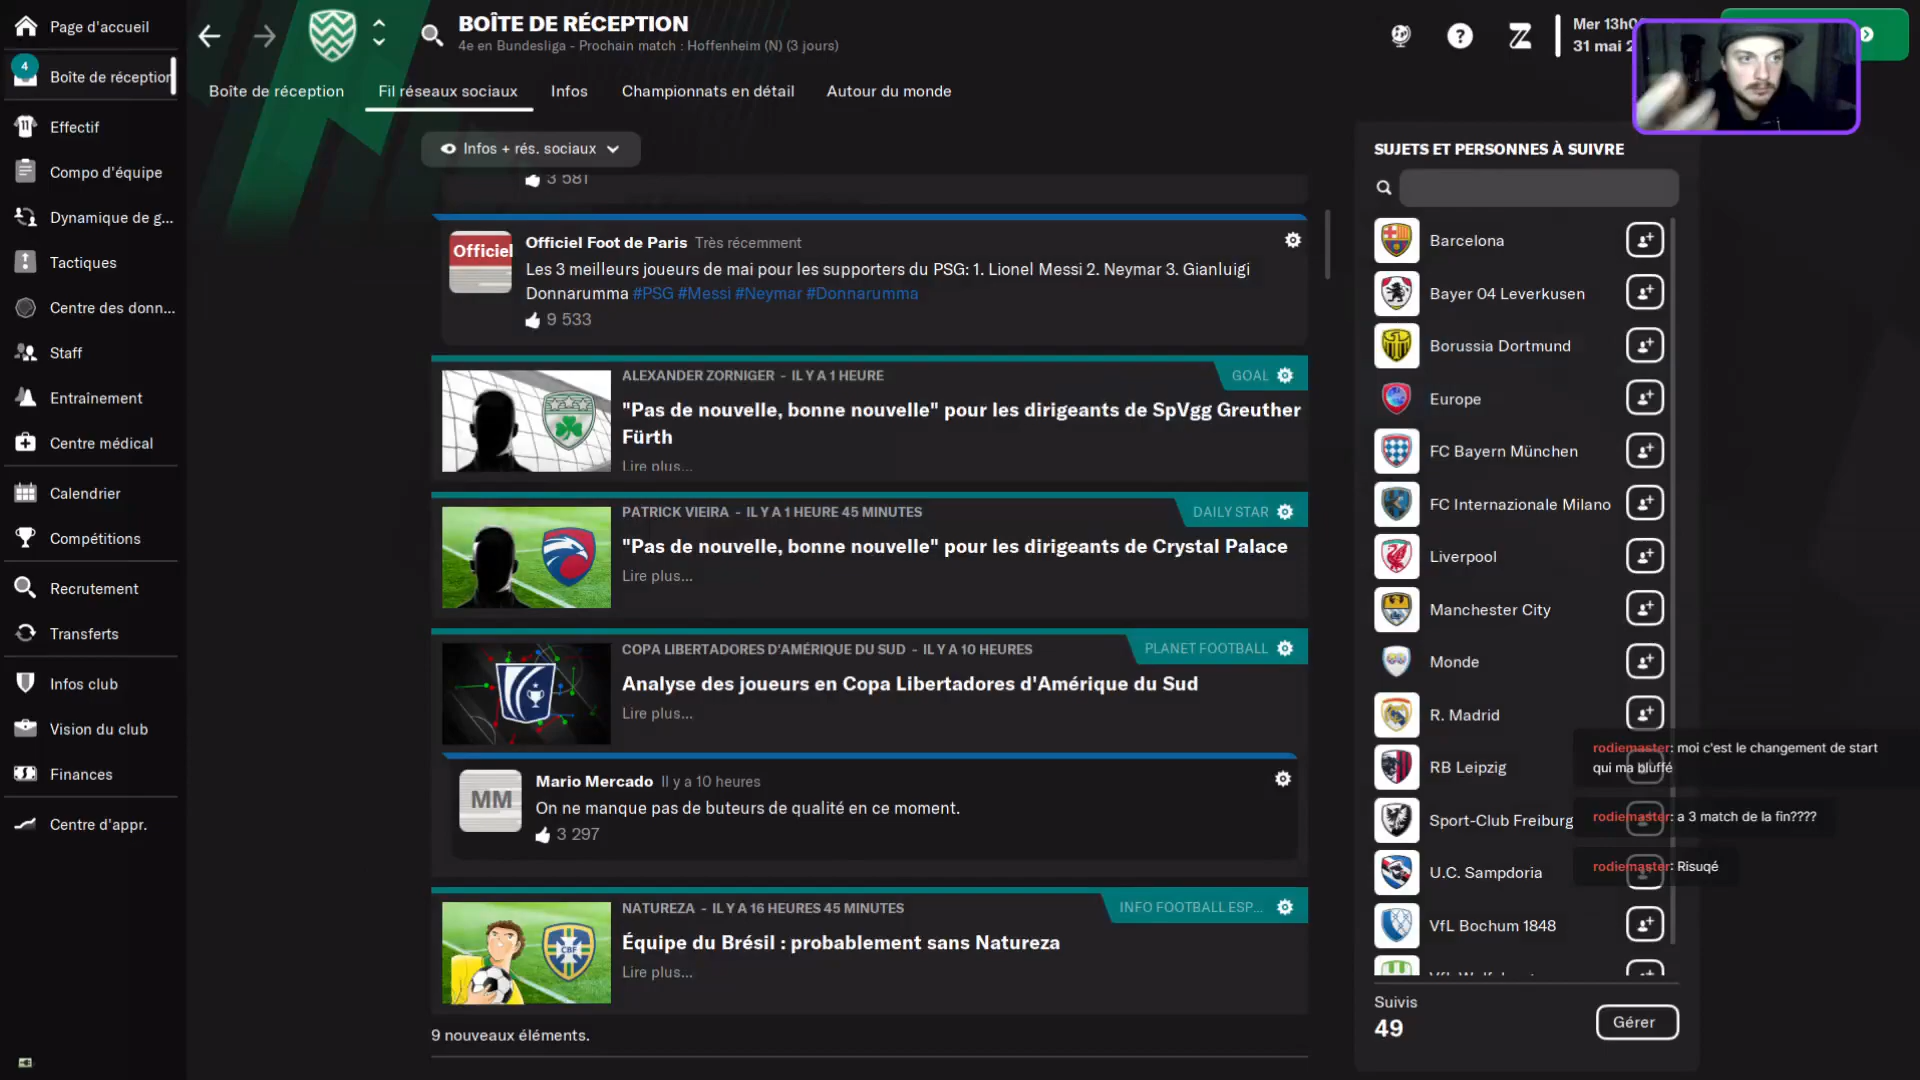 Page d'accueil
4
Boîte de réception
Effectif
Compo d'équipe
Dynamique de g...
Tactiques
Centre des donn...
Staff
Entraînement
Centre médical
Calendrier
Compétitions
Recrutement
Transferts
Infos club
Vision du club
Finances
Centre d'appr.
BOÎTE DE RÉCEPTION
4e en Bundesliga - Prochain match : Hoffenheim (N) (3 jours)
Mer 13h0
31 mai 2
Boîte de réception
Fil réseaux sociaux
Infos
Championnats en détail
Autour du monde
Infos + rés. sociaux
3 581
Officiel
Officiel Foot de Paris Très récemment
Les 3 meilleurs joueurs de mai pour les supporters du PSG: 1. Lionel Messi 2. Neymar 3. Gianluigi
Donnarumma #PSG #Messi #Neymar #Donnarumma
9 533
ALEXANDER ZORNIGER - IL Y A 1 HEURE
GOAL
"Pas de nouvelle, bonne nouvelle" pour les dirigeants de SpVgg Greuther
Fürth
Lire plus...
PATRICK VIEIRA - IL Y A 1 HEURE 45 MINUTES
DAILY STAR
"Pas de nouvelle, bonne nouvelle" pour les dirigeants de Crystal Palace
Lire plus...
COPA LIBERTADORES D'AMÉRIQUE DU SUD - IL Y A 10 HEURES
PLANET FOOTBALL
Analyse des joueurs en Copa Libertadores d'Amérique du Sud
Lire plus...
MM
Mario Mercado Il y a 10 heures
On ne manque pas de buteurs de qualité en ce moment.
3 297
NATUREZA - IL Y A 16 HEURES 45 MINUTES
INFO FOOTBALL ESP...
CBF
Équipe du Brésil : probablement sans Natureza
Lire plus...
9 nouveaux éléments.
SUJETS ET PERSONNES À SUIVRE
Barcelona
Bayer 04 Leverkusen
Borussia Dortmund
Europe
FC Bayern München
FC Internazionale Milano
Liverpool
Manchester City
Monde
R. Madrid
RB Leipzig
Sport-Club Freiburg
U.C. Sampdoria
VfL Bochum 1848
Suivis
49
Gérer
rodiemaster: moi c'est le changement de start
qui ma bluffé
rodiemaster: a 3 match de la fin????
rodiemaster: Risuqé